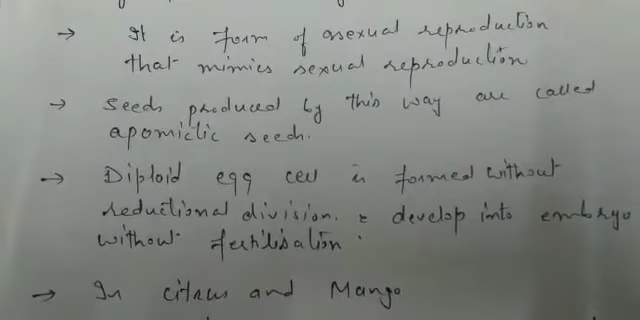 → It is form of asexual reproduction
that mimics sexual reproduction
→ Seeds produced by this way are called
apomictic seeds.
→ Diploid egg cell is formed without
reductional division. & develop into embryo
without fertilisation.
→ In citrus and Mango